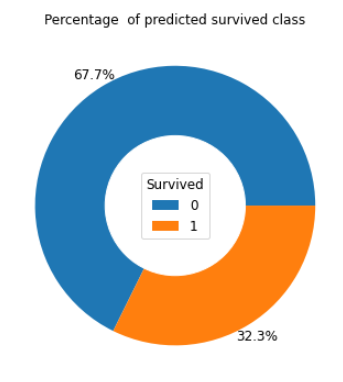 Percentage  of predicted survived class
67.7%
Survived
0
1
32.3%